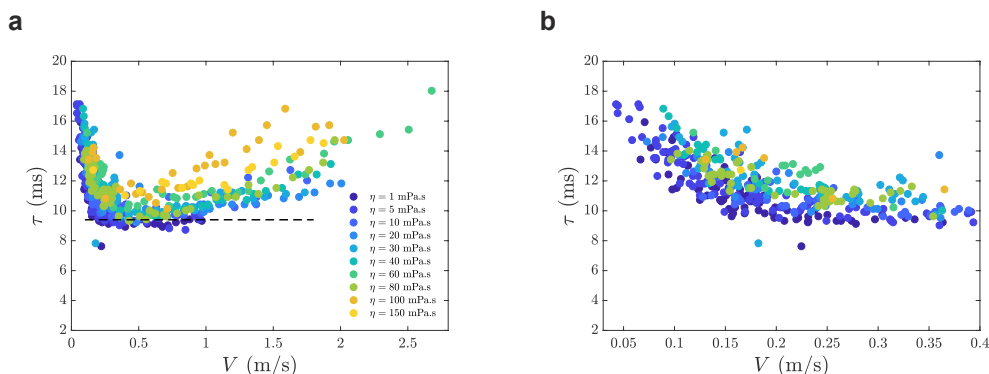 a
b
20
18
16
14
12
10
8
6
4
2
τ (ms)
0
0.5
1
1.5
2
2.5
V (m/s)
η = 1 mPa.s
η = 5 mPa.s
η = 10 mPa.s
η = 20 mPa.s
η = 30 mPa.s
η = 40 mPa.s
η = 60 mPa.s
η = 80 mPa.s
η = 100 mPa.s
η = 150 mPa.s
20
18
16
14
12
10
8
6
4
2
τ (ms)
0.05
0.1
0.15
0.2
0.25
0.3
0.35
0.4
V (m/s)